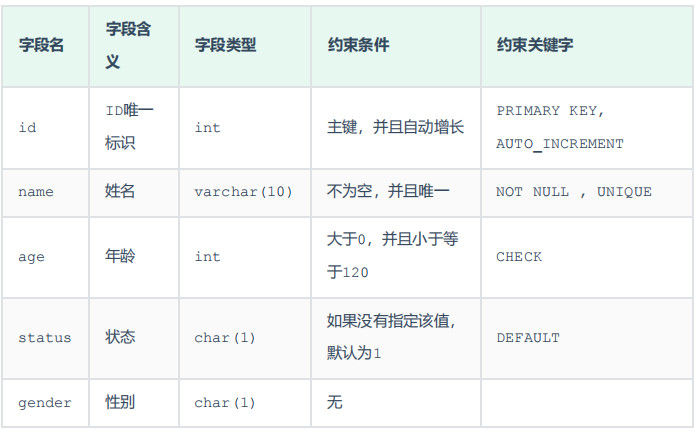 字段名 字段含义 字段类型 约束条件 约束关键字
id ID唯一标识 int 主键，并且自动增长 PRIMARY KEY, AUTO_INCREMENT
name 姓名 varchar(10) 不为空，并且唯一 NOT NULL , UNIQUE
age 年龄 int 大于0，并且小于等于120 CHECK
status 状态 char(1) 如果没有指定该值，默认为1 DEFAULT
gender 性别 char(1) 无